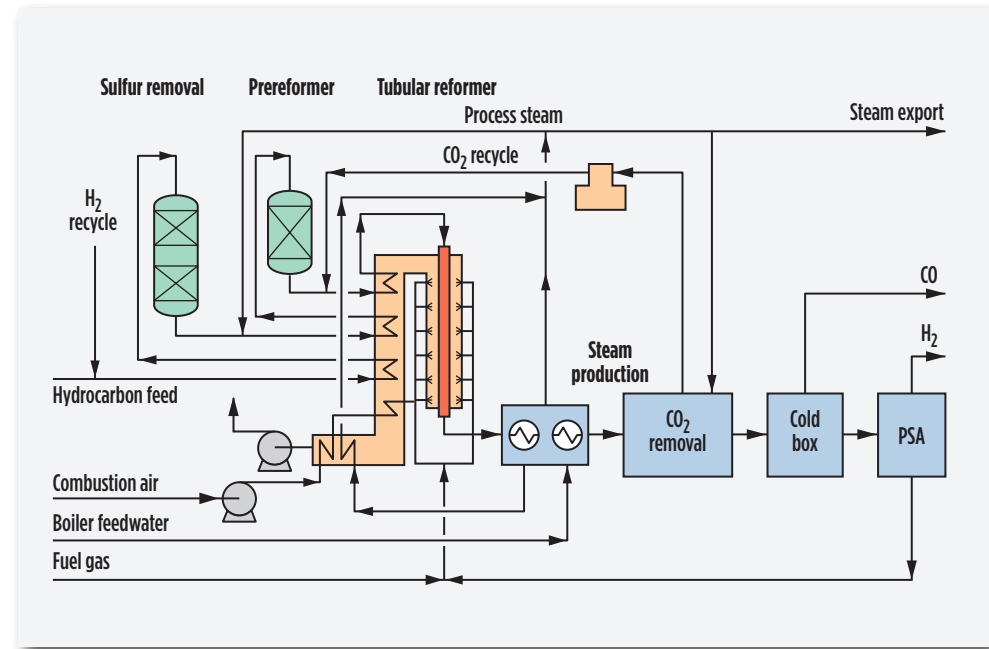 Sulfur removal
Prereformer
Tubular reformer
Process steam
Steam export
CO₂ recycle
H₂
recycle
CO
H₂
Steam
production
Hydrocarbon feed
CO₂
removal
Cold
box
PSA
Combustion air
Boiler feedwater
Fuel gas